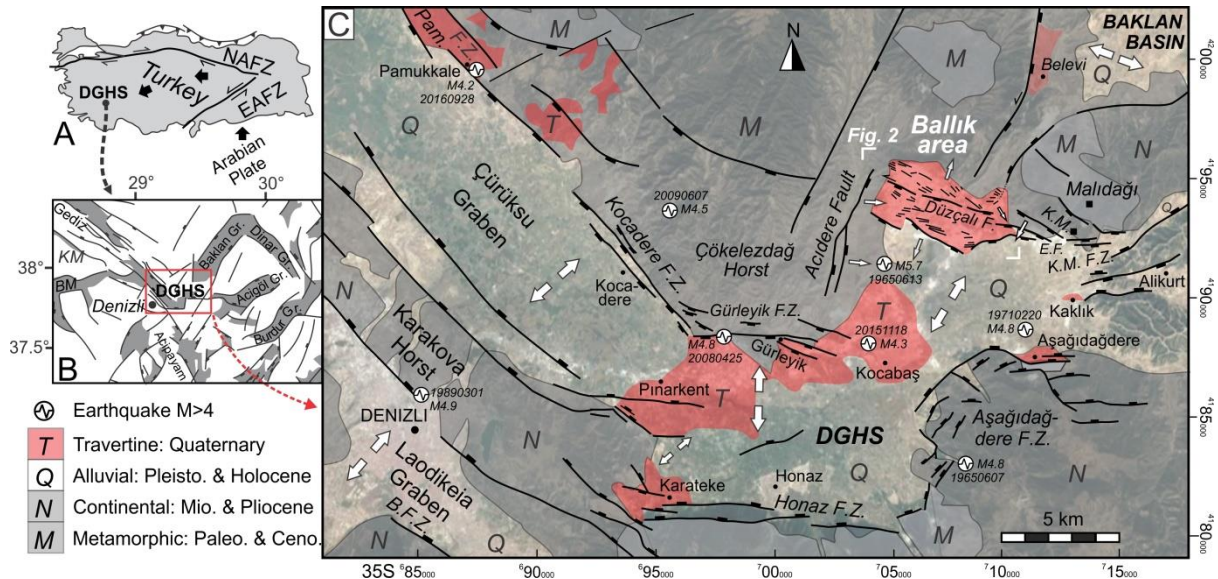 NAFZ
Turkey
DGHS
EAFZ
A
Arabian
Plate
29°
30°
Gediz
Baklan Gr.
Dinar Gr.
KM
38°
BM
DGHS
Acıgöl Gr.
Denizli
Burdur Gr.
Atıpayam
37.5°
B
Earthquake M>4
T
Travertine: Quaternary
Q
Alluvial: Pleisto. & Holocene
N
Continental: Mio. & Pliocene
M
Metamorphic: Paleo. & Ceno.
C
Pam. F.Z.
M
N
BAKLAN
BASIN
Pamukkale
M4.2
20160928
Belevi
Q
M
Q
T
M
Fig. 2
Ballık
area
N
Çürüksu
Graben
20090607
M4.5
Malıdağı
Düzçalı F.
Q
K.M.
E.F.
K.M. F.Z.
Kocadere F.Z.
Çökelezdağ
Horst
Acıdere Fault
M5.7
19650613
Koca-
dere
Alikurt
N
Q
Kaklık
Gürleyik F.Z.
T
19710220
M4.8
Karakova
Horst
M4.8
20080425
Gürleyik
20151118
M4.3
Aşağıdağdere
Kocabaş
19890301
M4.9
Pınarkent
T
DENIZLI
N
DGHS
Aşağıdağ-
dere F.Z.
Laodikeia
Graben
M4.8
19650607
N
Karateke
Honaz
Q
B.F.Z.
Honaz F.Z.
N
Q
M
5 km
35S 685000
690000
695000
700000
705000
710000
715000
4200000
4195000
4190000
4185000
4180000